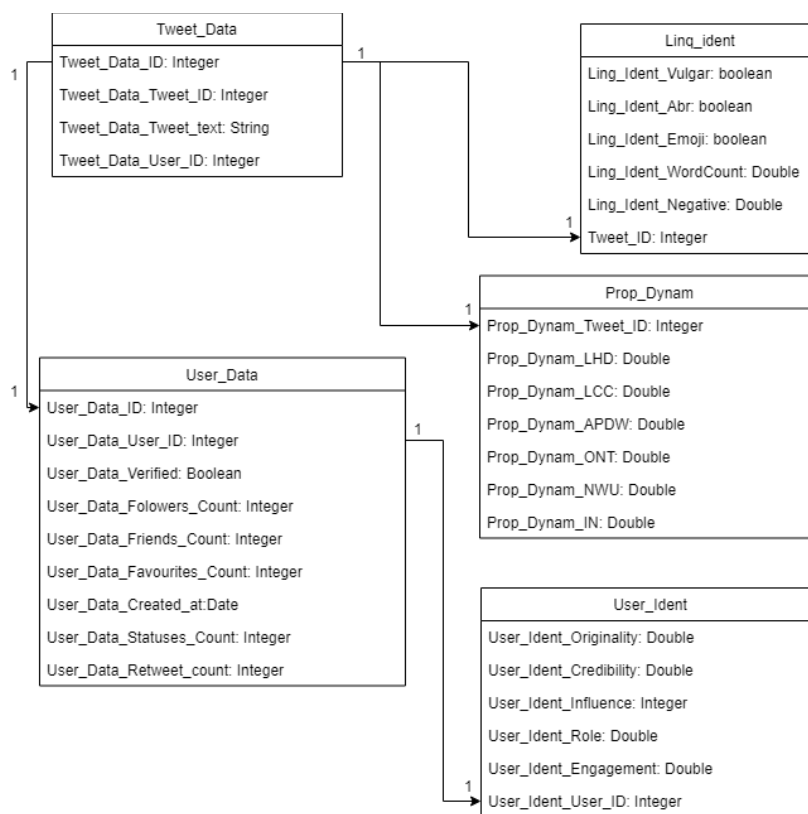 Tweet_Data
Tweet_Data_ID: Integer
Tweet_Data_Tweet_ID: Integer
Tweet_Data_Tweet_text: String
Tweet_Data_User_ID: Integer
1
1
Linq_ident
Ling_Ident_Vulgar: boolean
Ling_Ident_Abr: boolean
Ling_Ident_Emoji: boolean
Ling_Ident_WordCount: Double
Ling_Ident_Negative: Double
Tweet_ID: Integer
1
Prop_Dynam
Prop_Dynam_Tweet_ID: Integer
Prop_Dynam_LHD: Double
Prop_Dynam_LCC: Double
Prop_Dynam_APDW: Double
Prop_Dynam_ONT: Double
Prop_Dynam_NWU: Double
Prop_Dynam_IN: Double
1
User_Data
User_Data_ID: Integer
User_Data_User_ID: Integer
User_Data_Verified: Boolean
User_Data_Folowers_Count: Integer
User_Data_Friends_Count: Integer
User_Data_Favourites_Count: Integer
User_Data_Created_at:Date
User_Data_Statuses_Count: Integer
User_Data_Retweet_count: Integer
1
1
User_Ident
User_Ident_Originality: Double
User_Ident_Credibility: Double
User_Ident_Influence: Integer
User_Ident_Role: Double
User_Ident_Engagement: Double
User_Ident_User_ID: Integer
1